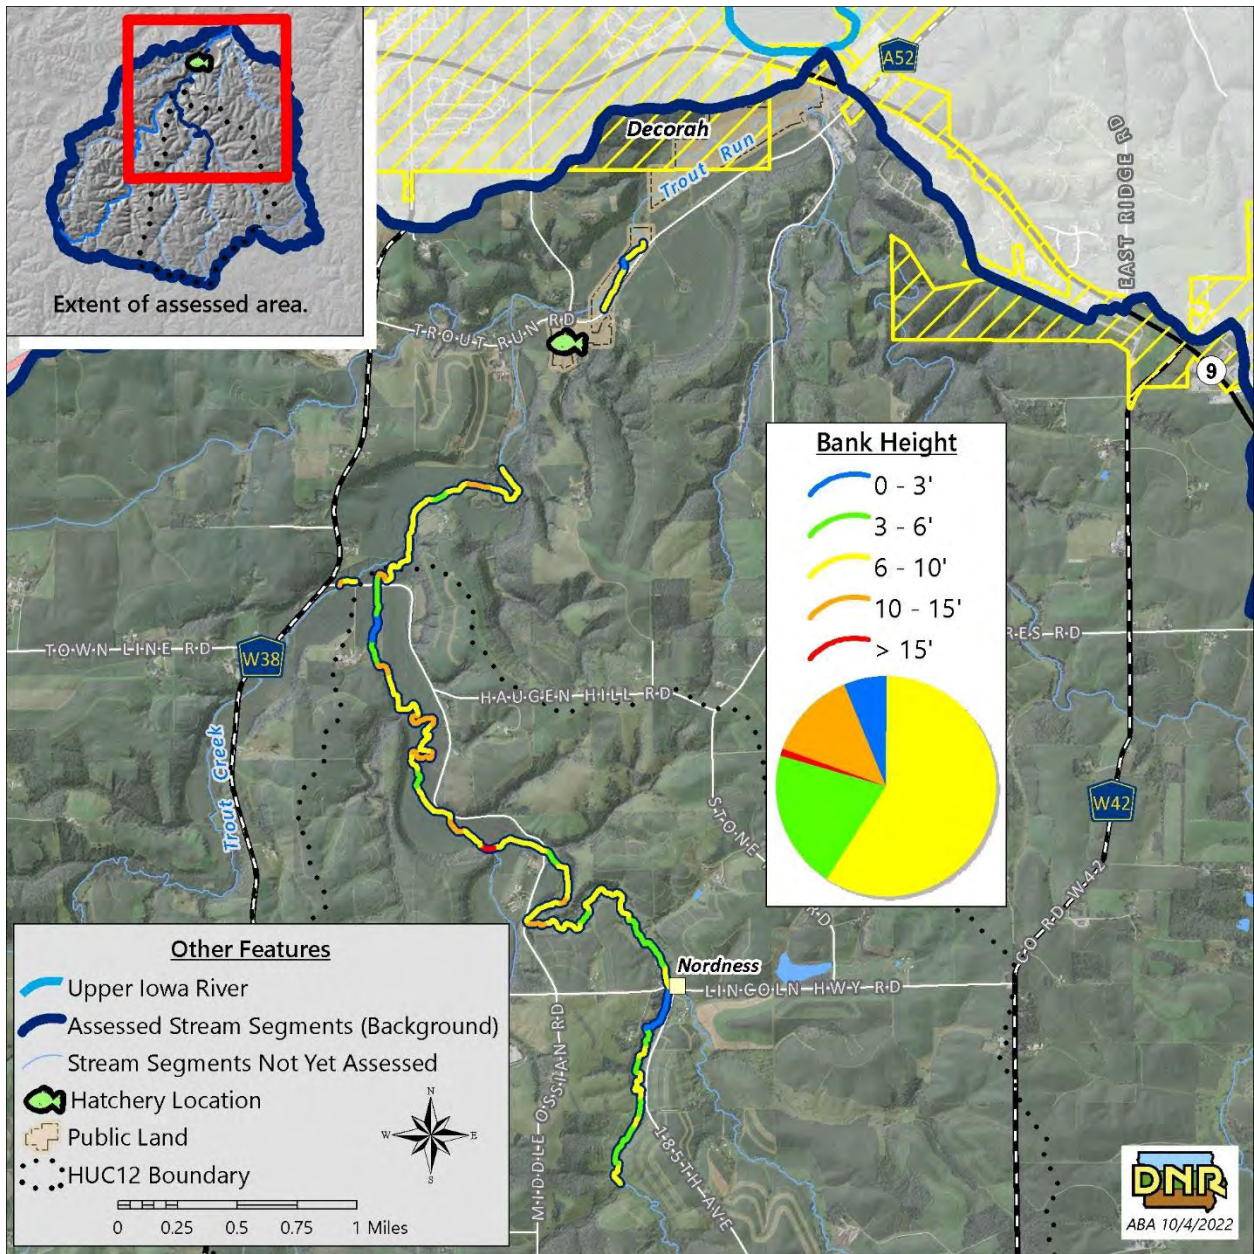 Extent of assessed area.
A52
Decorah
Trout Run
EAST RIDGE RD
TROUT RUN RD
9
Bank Height
0 - 3'
3 - 6'
6 - 10'
10 - 15'
> 15'
TOWN LINE RD
W38
RES RD
HAUGEN HILL RD
Trout Creek
STONE
RD
W42
CO RD W42
Nordness
LINCOLN HWY RD
MIDDLE OSSIAN RD
185TH AVE
Other Features
Upper Iowa River
Assessed Stream Segments (Background)
Stream Segments Not Yet Assessed
Hatchery Location
Public Land
HUC12 Boundary
N
W
E
S
0 0.25 0.5 0.75 1 Miles
DNR
ABA 10/4/2022